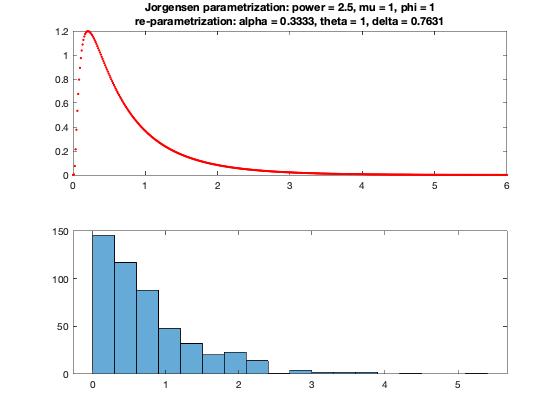 Jorgensen parametrization: power = 2.5, mu = 1, phi = 1
re-parametrization: alpha = 0.3333, theta = 1, delta = 0.7631
1.2
1
0.8
0.6
0.4
0.2
0
0 1 2 3 4 5 6
150
100
50
0
0 1 2 3 4 5